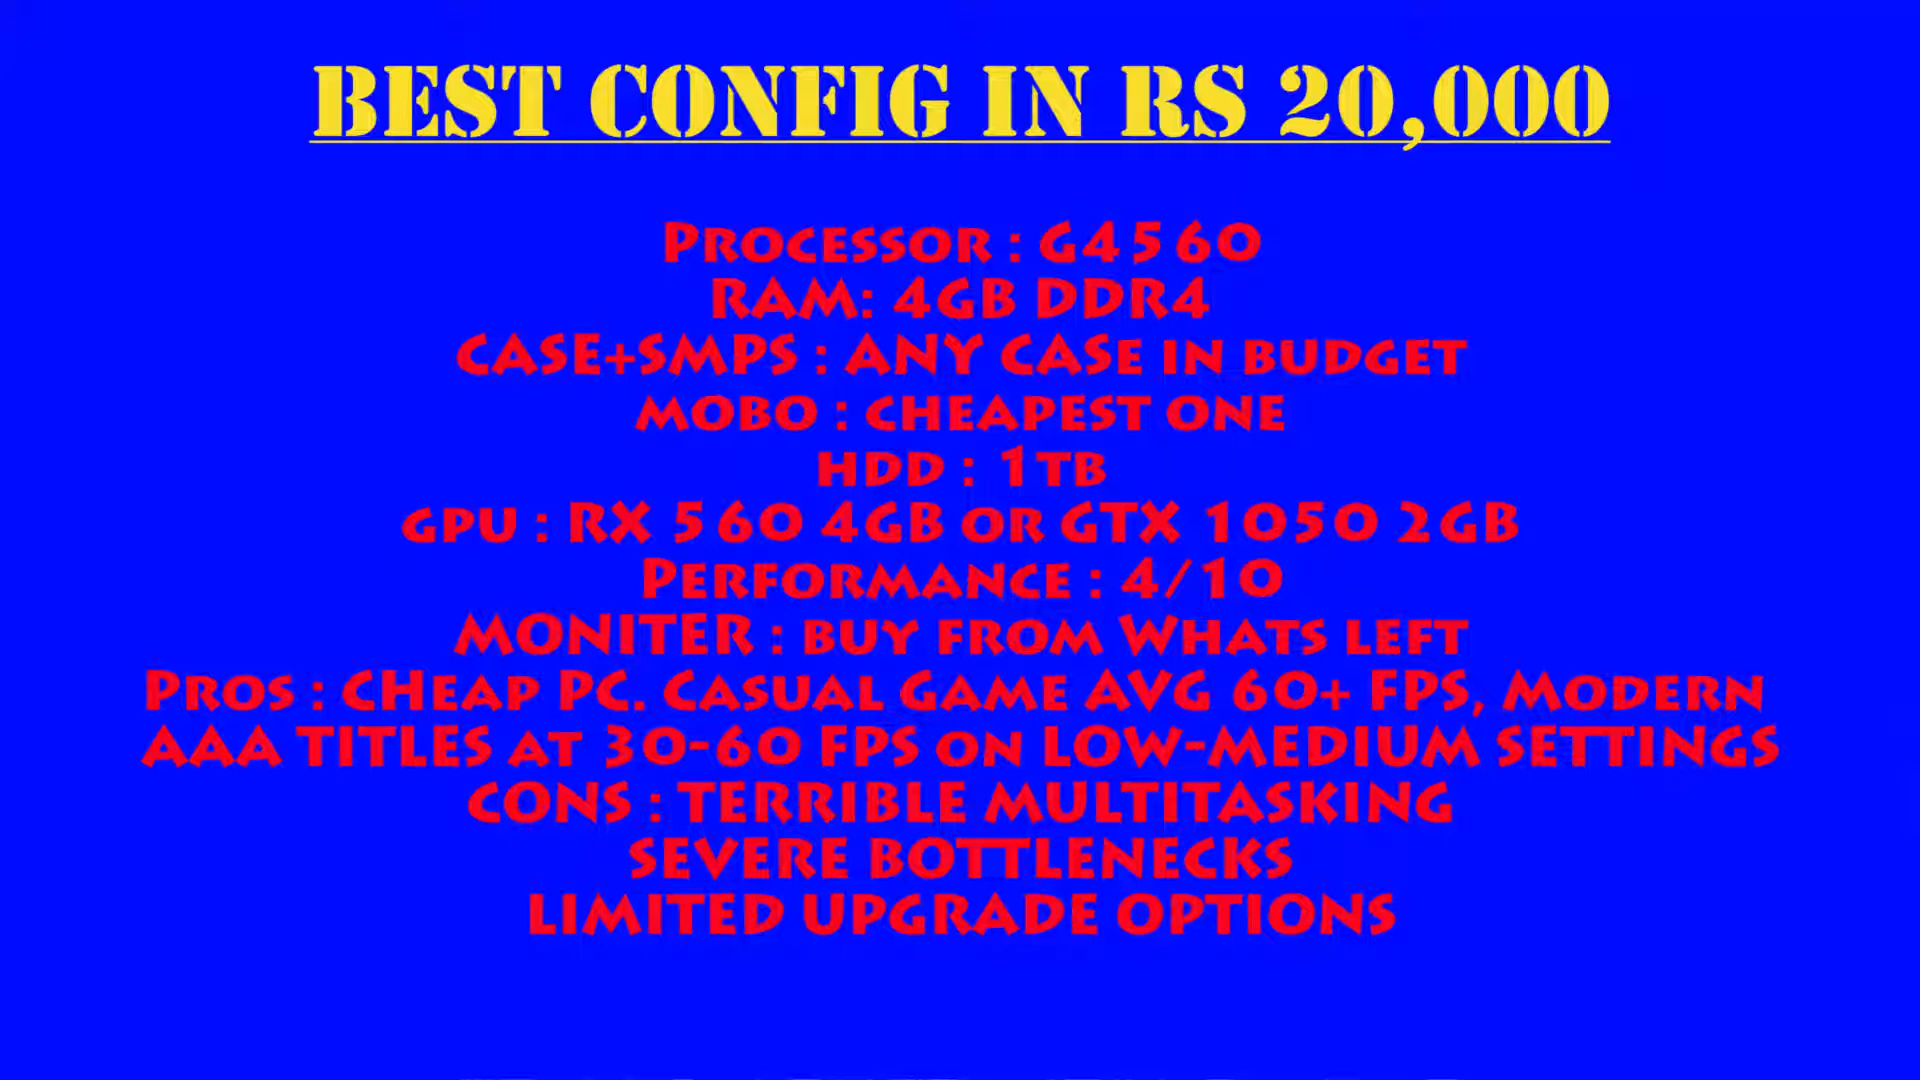 BEST CONFIG IN RS 20,000
PROCESSOR : G4560
RAM: 4GB DDR4
CASE+SMPS : ANY CASE IN BUDGET
MOBO : CHEAPEST ONE
HDD : 1TB
GPU : RX 560 4GB OR GTX 1050 2GB
PERFORMANCE : 4/10
MONITER : BUY FROM WHATS LEFT
PROS : CHEAP PC. CASUAL GAME AVG 60+ FPS, MODERN
AAA TITLES AT 30-60 FPS ON LOW-MEDIUM SETTINGS
CONS : TERRIBLE MULTITASKING
SEVERE BOTTLENECKS
LIMITED UPGRADE OPTIONS